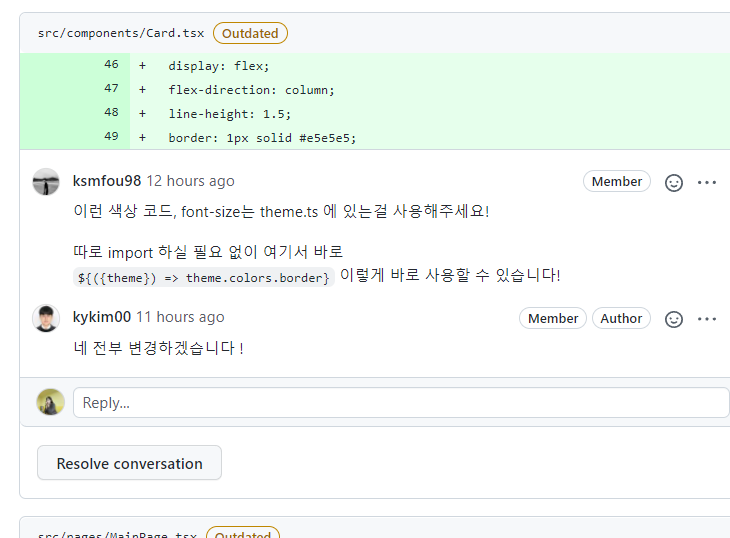 src/components/Card.tsx Outdated
46 + display: flex;
47 + flex-direction: column;
48 + line-height: 1.5;
49 + border: 1px solid #e5e5e5;
ksmfou98 12 hours ago Member
이런 색상 코드, font-size는 theme.ts 에 있는걸 사용해주세요!
따로 import 하실 필요 없이 여기서 바로
${({theme}) => theme.colors.border} 이렇게 바로 사용할 수 있습니다!
kykim00 11 hours ago Member Author
네 전부 변경하겠습니다 !
Reply...
Resolve conversation
src/pages/MainPage.tsx Outdated